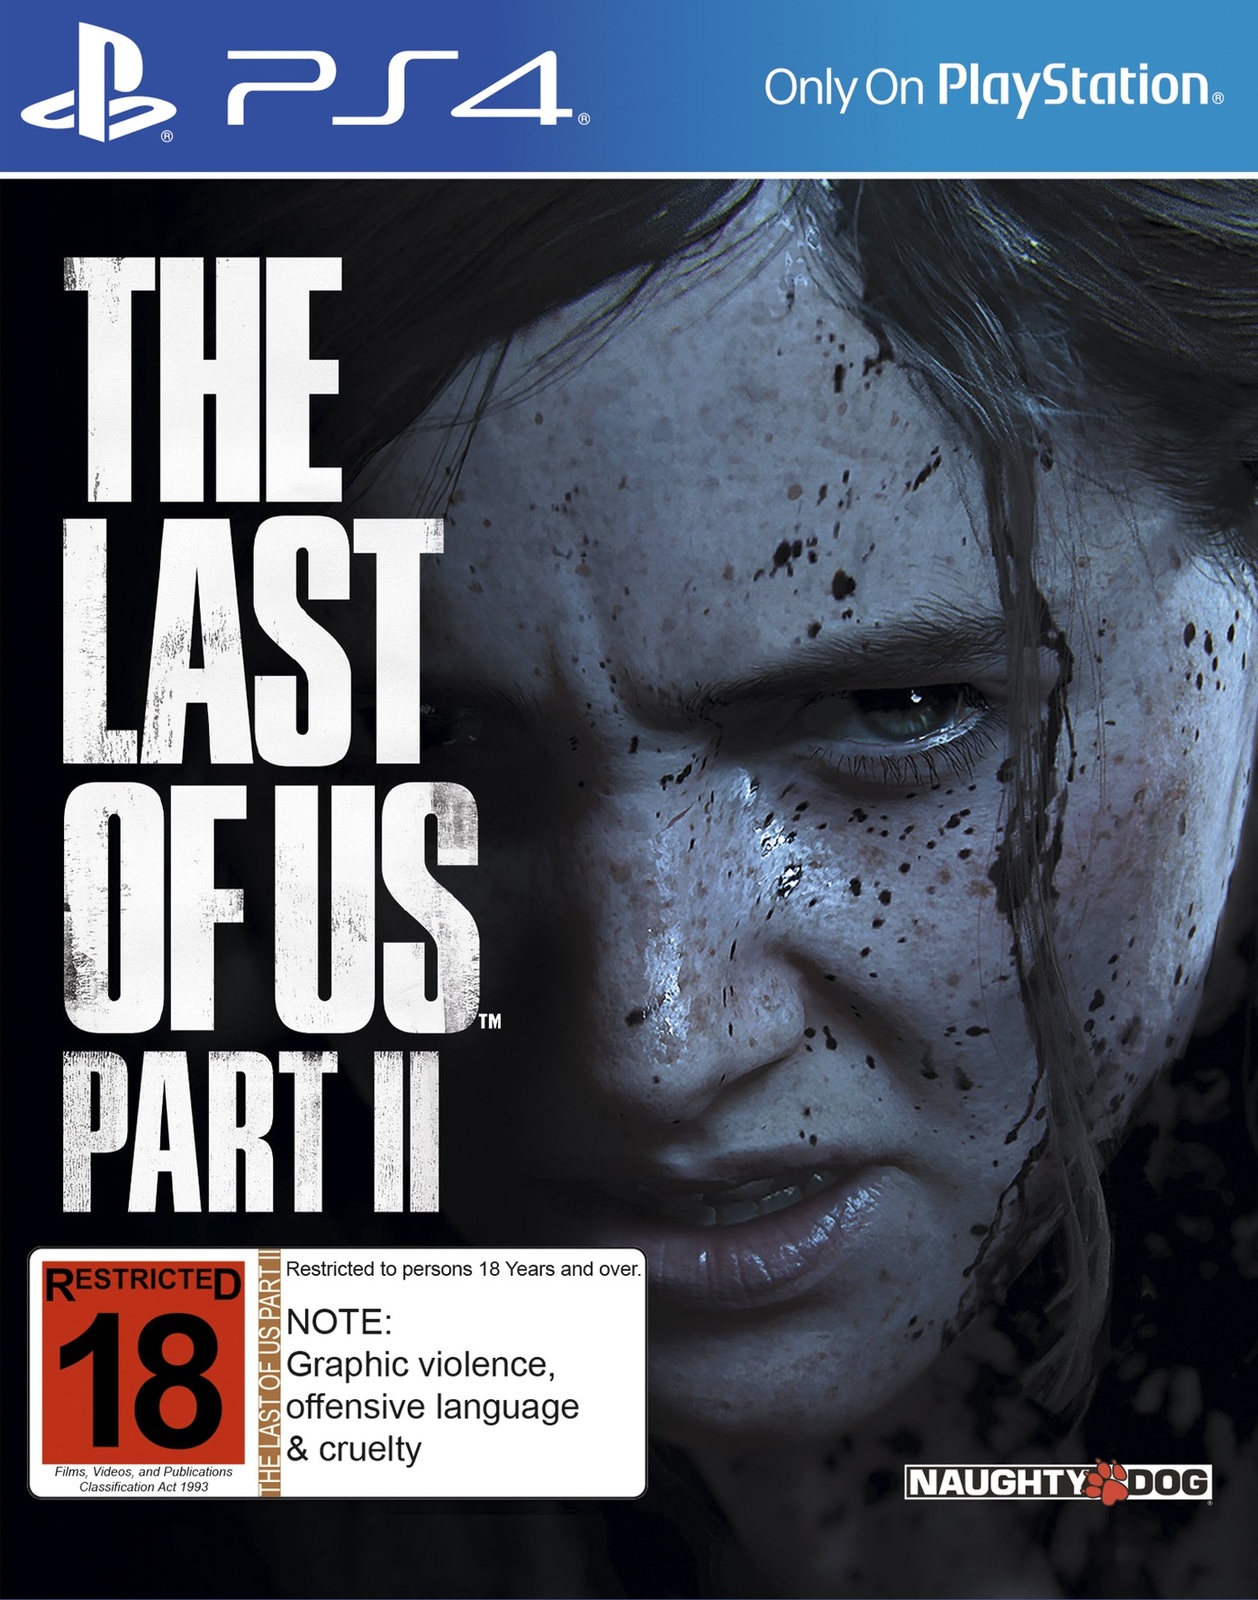 PS4®
Only On PlayStation®
THE
LAST
OF US™
PART II
RESTRICTED
18
Films, Videos, and Publications
Classification Act 1993
THE LAST OF US PART II
Restricted to persons 18 Years and over.
NOTE:
Graphic violence,
offensive language
& cruelty
NAUGHTY DOG®